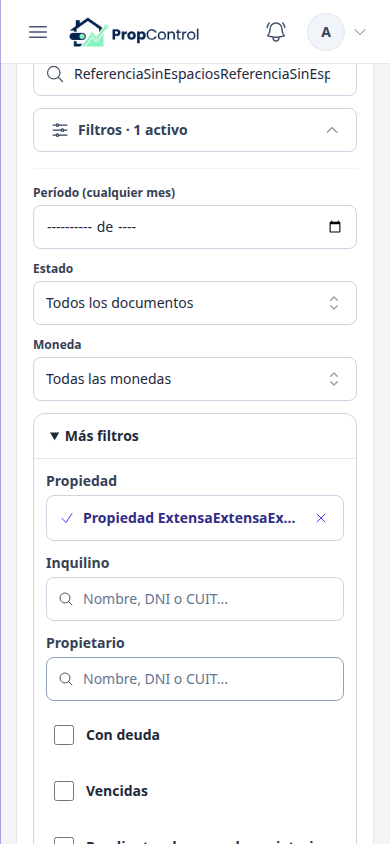 PropControl
A
ReferenciaSinEspaciosReferenciaSinEsp
Filtros · 1 activo
Período (cualquier mes)
---------- de ----
Estado
Todos los documentos
Moneda
Todas las monedas
Más filtros
Propiedad
Propiedad ExtensaExtensaEx...
Inquilino
Nombre, DNI o CUIT...
Propietario
Nombre, DNI o CUIT...
Con deuda
Vencidas